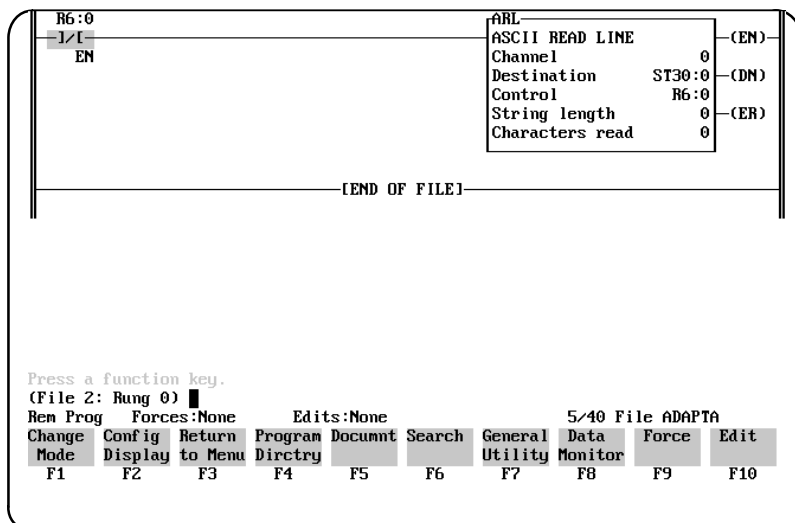 R6:0
]/[
EN
ARL
ASCII READ LINE (EN)
Channel 0
Destination ST30:0 (DN)
Control R6:0
String length 0 (ER)
Characters read 0
[END OF FILE]
Press a function key.
(File 2: Rung 0)
Rem Prog Forces:None Edits:None 5/40 File ADAPTA
Change Config Return Program Documnt Search General Data Force Edit
Mode Display to Menu Dirctry Utility Monitor
F1 F2 F3 F4 F5 F6 F7 F8 F9 F10